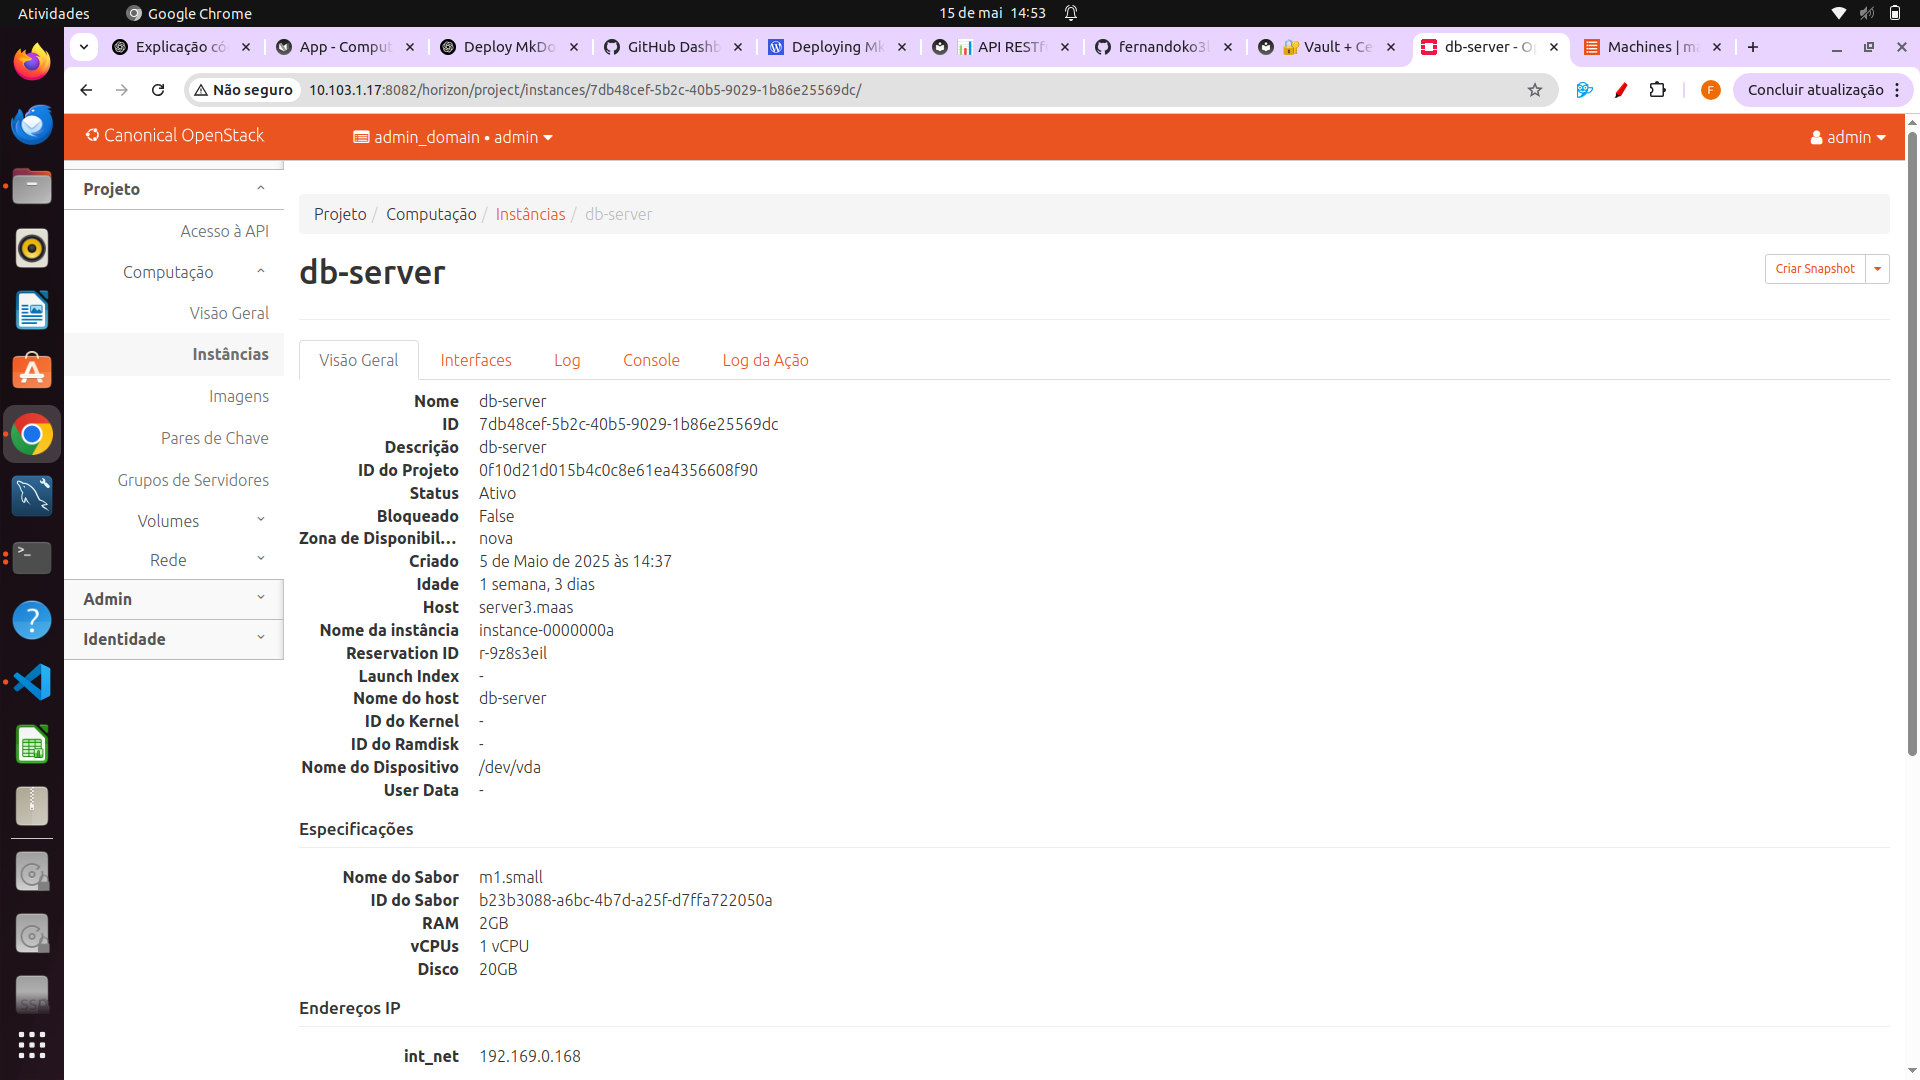 Atividades
Google Chrome
15 de mai 14:53
Explicação có
App - Comput
Deploy MkDo
GitHub Dashb
Deploying Mk
API RESTf
fernandoko3
Vault + Ce
db-server - Op
Machines | ma
Não seguro
10.103.1.17:8082/horizon/project/instances/7db48cef-5b2c-40b5-9029-1b86e25569dc/
F
Concluir atualização
Canonical OpenStack
admin_domain • admin
admin
Projeto
Acesso à API
Computação
Visão Geral
Instâncias
Imagens
Pares de Chave
Grupos de Servidores
Volumes
Rede
Admin
Identidade
Projeto / Computação / Instâncias / db-server
db-server
Criar Snapshot
Visão Geral
Interfaces
Log
Console
Log da Ação
Nome db-server
ID 7db48cef-5b2c-40b5-9029-1b86e25569dc
Descrição db-server
ID do Projeto 0f10d21d015b4c0c8e61ea4356608f90
Status Ativo
Bloqueado False
Zona de Disponibil... nova
Criado 5 de Maio de 2025 às 14:37
Idade 1 semana, 3 dias
Host server3.maas
Nome da instância instance-0000000a
Reservation ID r-9z8s3eil
Launch Index -
Nome do host db-server
ID do Kernel -
ID do Ramdisk -
Nome do Dispositivo /dev/vda
User Data -
Especificações
Nome do Sabor m1.small
ID do Sabor b23b3088-a6bc-4b7d-a25f-d7ffa722050a
RAM 2GB
vCPUs 1 vCPU
Disco 20GB
Endereços IP
int_net 192.169.0.168